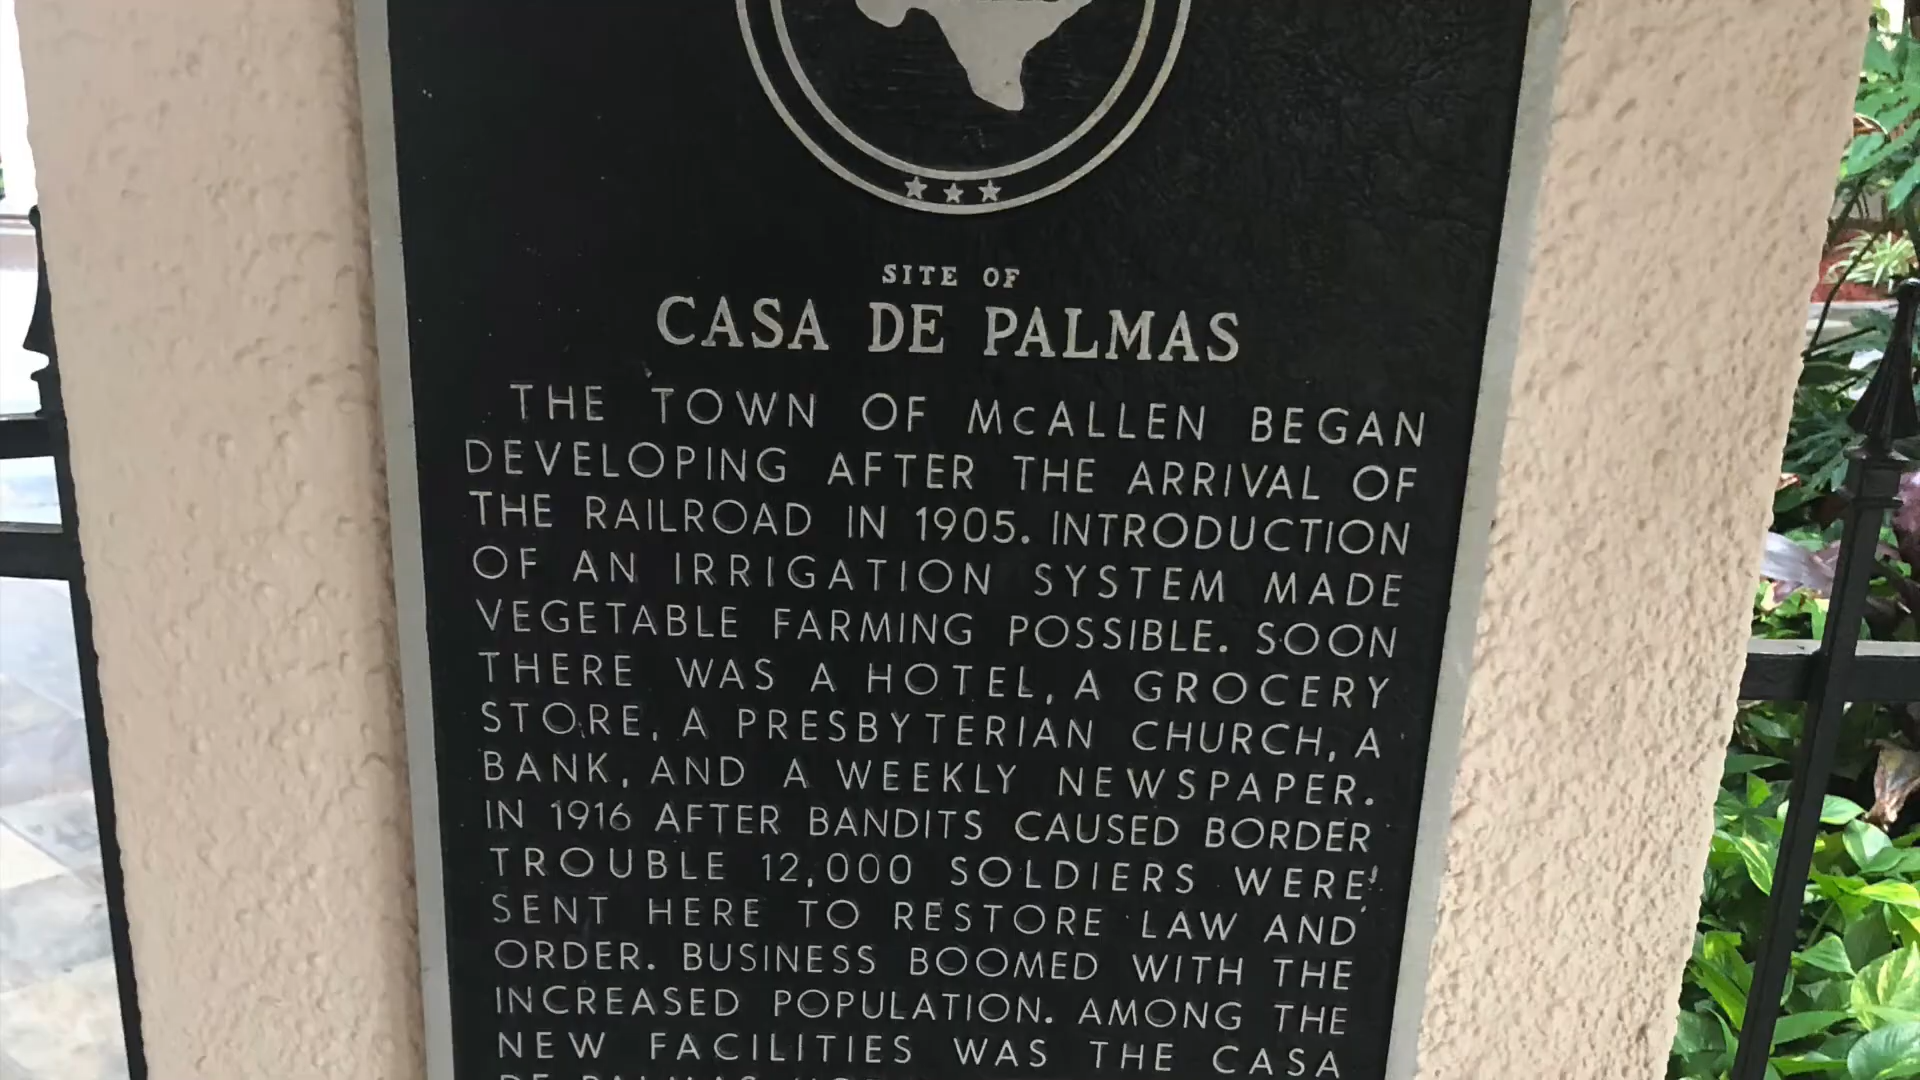 SITE OF
CASA DE PALMAS
THE TOWN OF McALLEN BEGAN
DEVELOPING AFTER THE ARRIVAL OF
THE RAILROAD IN 1905. INTRODUCTION
OF AN IRRIGATION SYSTEM MADE
VEGETABLE FARMING POSSIBLE. SOON
THERE WAS A HOTEL, A GROCERY
STORE, A PRESBYTERIAN CHURCH, A
BANK, AND A WEEKLY NEWSPAPER.
IN 1916 AFTER BANDITS CAUSED BORDER
TROUBLE 12,000 SOLDIERS WERE
SENT HERE TO RESTORE LAW AND
ORDER. BUSINESS BOOMED WITH THE
INCREASED POPULATION. AMONG THE
NEW FACILITIES WAS THE CASA
DE PALMAS